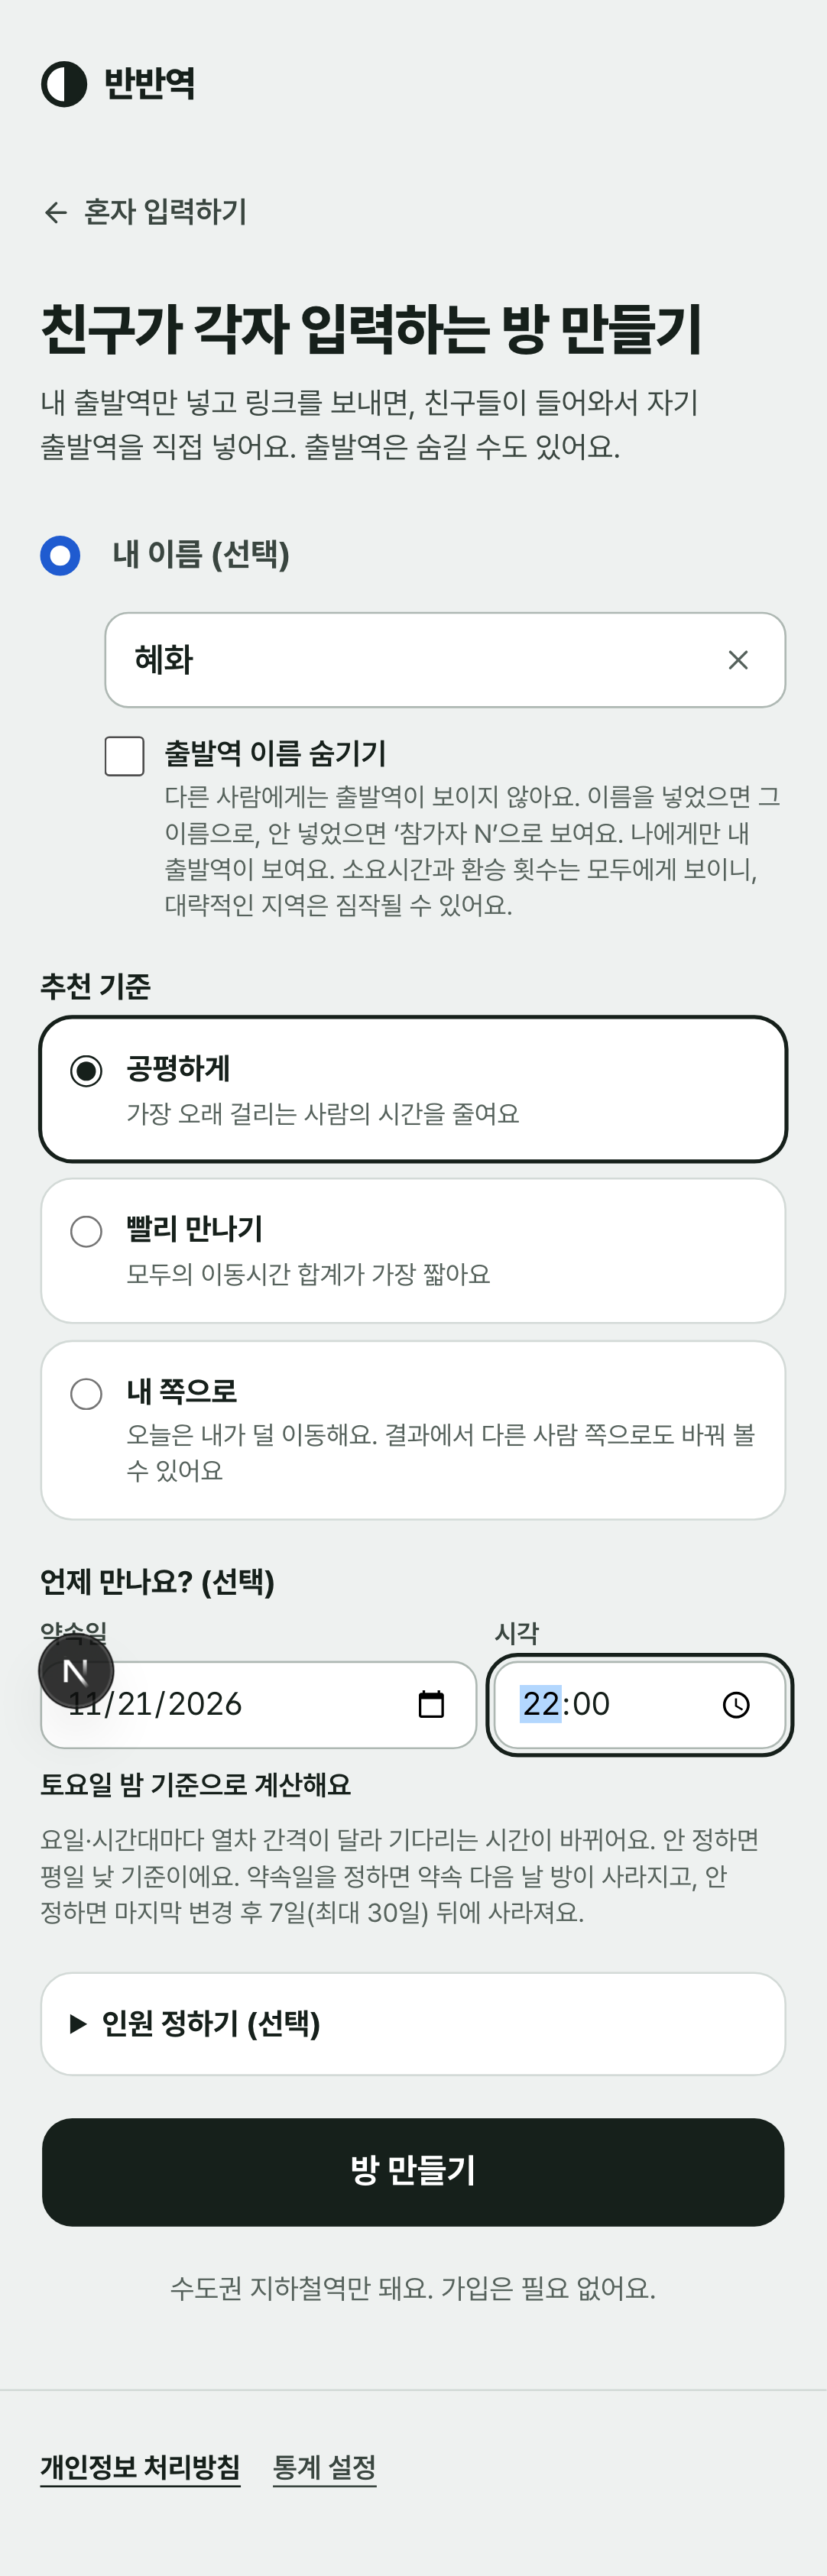 반반역
← 혼자 입력하기
친구가 각자 입력하는 방 만들기
내 출발역만 넣고 링크를 보내면, 친구들이 들어와서 자기
출발역을 직접 넣어요. 출발역은 숨길 수도 있어요.
내 이름 (선택)
혜화
출발역 이름 숨기기
다른 사람에게는 출발역이 보이지 않아요. 이름을 넣었으면 그
이름으로, 안 넣었으면 ‘참가자 N’으로 보여요. 나에게만 내
출발역이 보여요. 소요시간과 환승 횟수는 모두에게 보이니,
대략적인 지역은 짐작될 수 있어요.
추천 기준
공평하게
가장 오래 걸리는 사람의 시간을 줄여요
빨리 만나기
모두의 이동시간 합계가 가장 짧아요
내 쪽으로
오늘은 내가 덜 이동해요. 결과에서 다른 사람 쪽으로도 바꿔 볼
수 있어요
언제 만나요? (선택)
약속일
시각
N
11/21/2026
22:00
토요일 밤 기준으로 계산해요
요일·시간대마다 열차 간격이 달라 기다리는 시간이 바뀌어요. 안 정하면
평일 낮 기준이에요. 약속일을 정하면 약속 다음 날 방이 사라지고, 안
정하면 마지막 변경 후 7일(최대 30일) 뒤에 사라져요.
인원 정하기 (선택)
방 만들기
수도권 지하철역만 돼요. 가입은 필요 없어요.
개인정보 처리방침
통계 설정